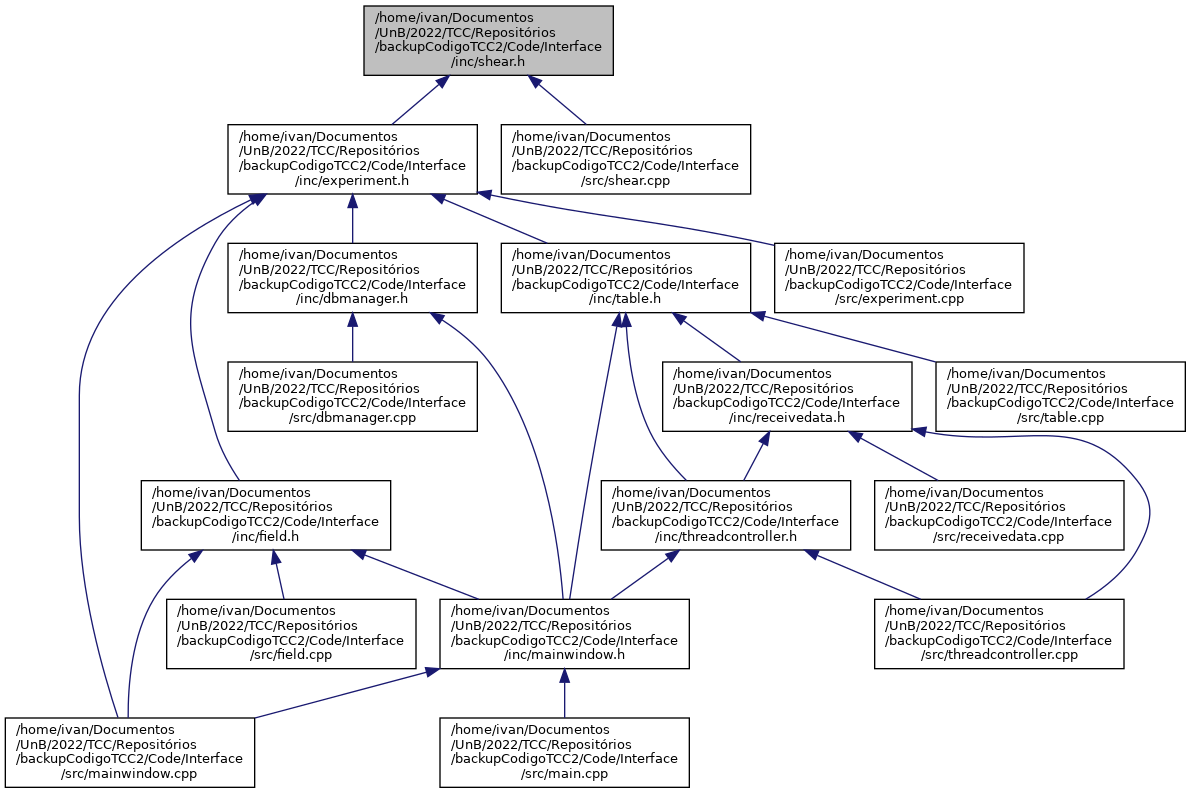 /home/ivan/Documentos
/UnB/2022/TCC/Repositórios
/backupCodigoTCC2/Code/Interface
/inc/shear.h
/home/ivan/Documentos
/UnB/2022/TCC/Repositórios
/backupCodigoTCC2/Code/Interface
/inc/experiment.h
/home/ivan/Documentos
/UnB/2022/TCC/Repositórios
/backupCodigoTCC2/Code/Interface
/src/shear.cpp
/home/ivan/Documentos
/UnB/2022/TCC/Repositórios
/backupCodigoTCC2/Code/Interface
/inc/dbmanager.h
/home/ivan/Documentos
/UnB/2022/TCC/Repositórios
/backupCodigoTCC2/Code/Interface
/inc/table.h
/home/ivan/Documentos
/UnB/2022/TCC/Repositórios
/backupCodigoTCC2/Code/Interface
/src/experiment.cpp
/home/ivan/Documentos
/UnB/2022/TCC/Repositórios
/backupCodigoTCC2/Code/Interface
/src/dbmanager.cpp
/home/ivan/Documentos
/UnB/2022/TCC/Repositórios
/backupCodigoTCC2/Code/Interface
/inc/receivedata.h
/home/ivan/Documentos
/UnB/2022/TCC/Repositórios
/backupCodigoTCC2/Code/Interface
/src/table.cpp
/home/ivan/Documentos
/UnB/2022/TCC/Repositórios
/backupCodigoTCC2/Code/Interface
/inc/field.h
/home/ivan/Documentos
/UnB/2022/TCC/Repositórios
/backupCodigoTCC2/Code/Interface
/inc/threadcontroller.h
/home/ivan/Documentos
/UnB/2022/TCC/Repositórios
/backupCodigoTCC2/Code/Interface
/src/receivedata.cpp
/home/ivan/Documentos
/UnB/2022/TCC/Repositórios
/backupCodigoTCC2/Code/Interface
/src/field.cpp
/home/ivan/Documentos
/UnB/2022/TCC/Repositórios
/backupCodigoTCC2/Code/Interface
/inc/mainwindow.h
/home/ivan/Documentos
/UnB/2022/TCC/Repositórios
/backupCodigoTCC2/Code/Interface
/src/threadcontroller.cpp
/home/ivan/Documentos
/UnB/2022/TCC/Repositórios
/backupCodigoTCC2/Code/Interface
/src/mainwindow.cpp
/home/ivan/Documentos
/UnB/2022/TCC/Repositórios
/backupCodigoTCC2/Code/Interface
/src/main.cpp